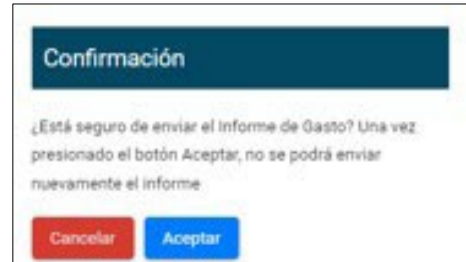 Confirmación
¿Está seguro de enviar el Informe de Gasto? Una vez
presionado el botón Aceptar, no se podrá enviar
nuevamente el informe
Cancelar Aceptar